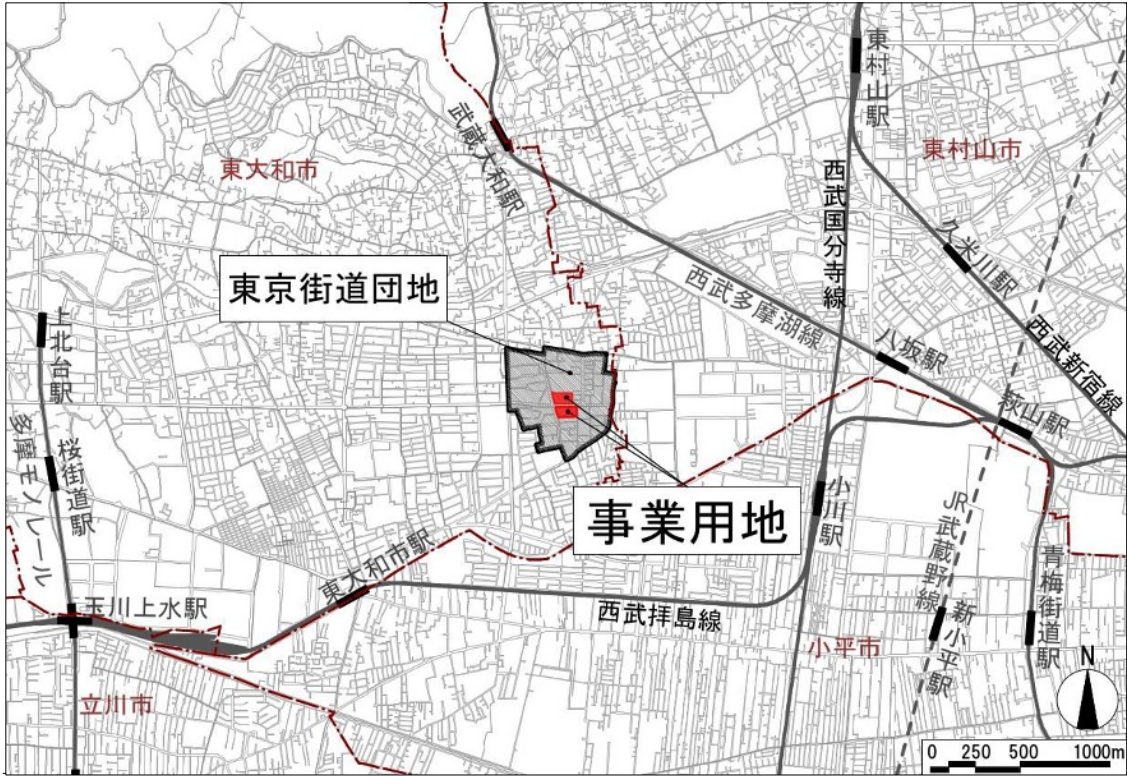 東村山駅
武蔵大和駅
東村山市
東大和市
西武国分寺線
久米川駅
東京街道団地
西武多摩湖線
上北台駅
八坂駅
西武新宿線
萩山駅
多摩モノレール
桜街道駅
事業用地
小川駅
JR武蔵野線
東大和市駅
青梅街道駅
玉川上水駅
西武拝島線
新小平駅
小平市
立川市
N
0 250 500 1000m